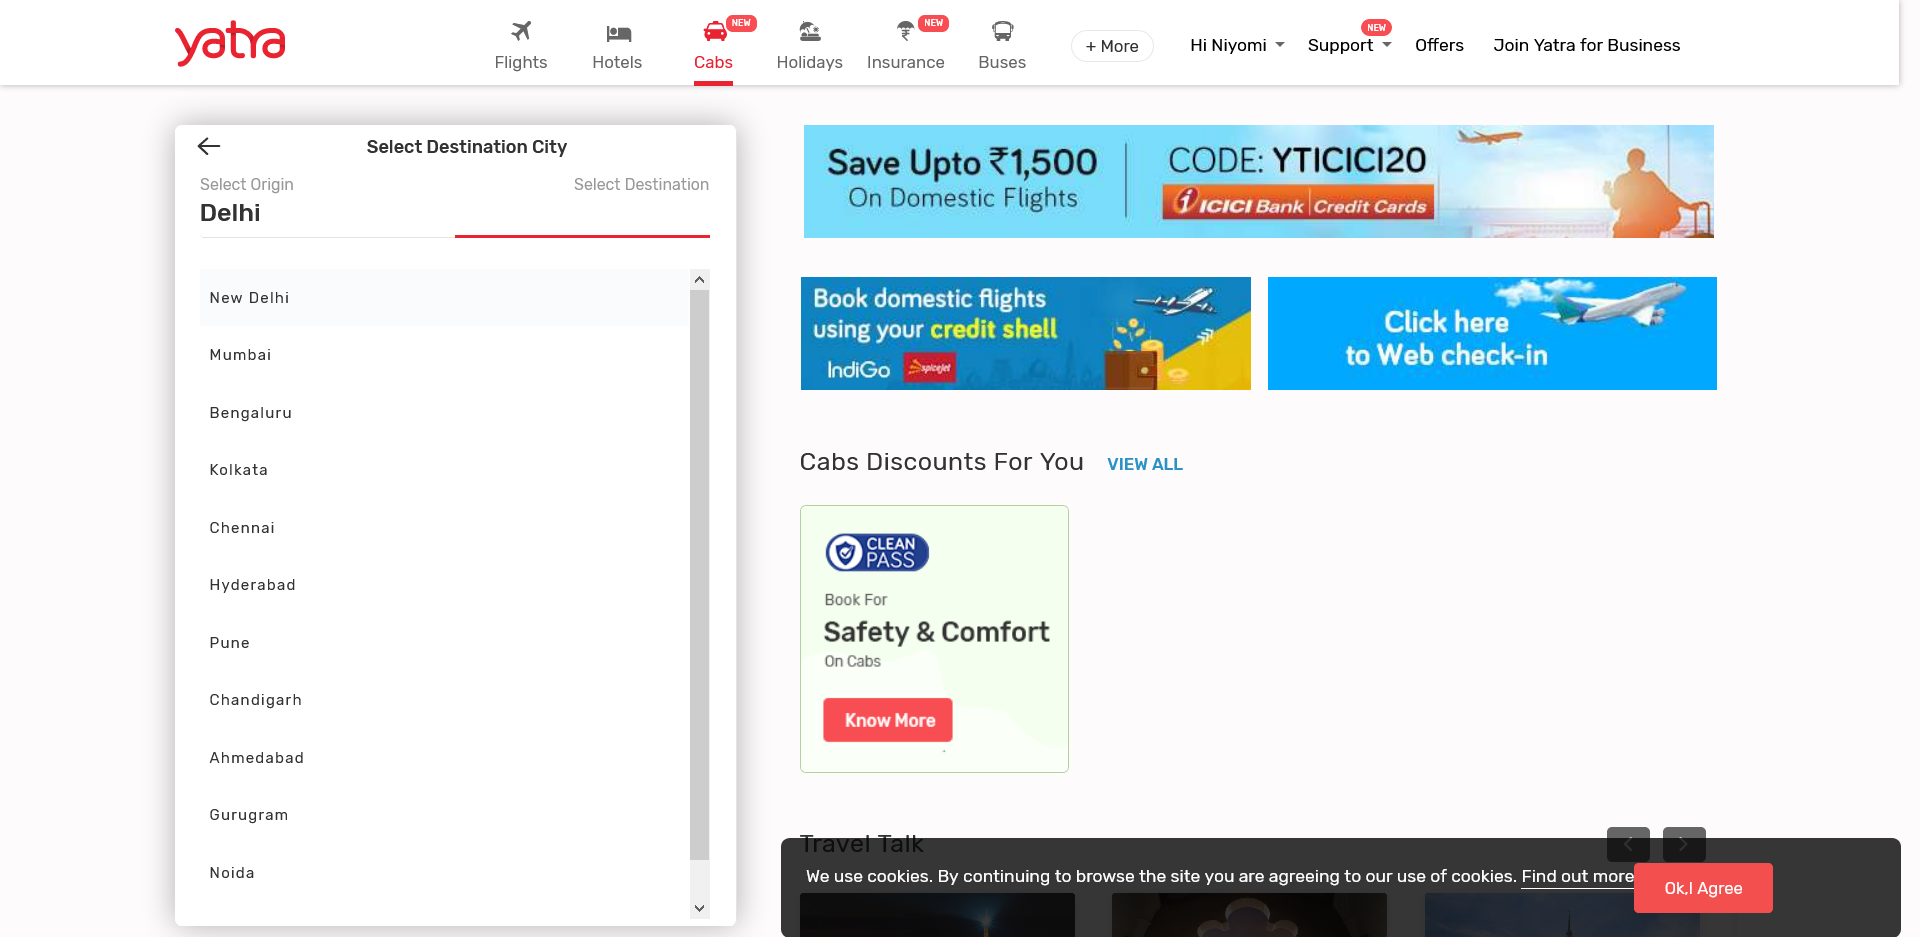 yatra
Flights
Hotels
NEW
Cabs
Holidays
NEW
Insurance
Buses
+ More
Hi Niyomi
NEW
Support
Offers
Join Yatra for Business
Select Destination City
Select Origin
Select Destination
Delhi
New Delhi
Mumbai
Bengaluru
Kolkata
Chennai
Hyderabad
Pune
Chandigarh
Ahmedabad
Gurugram
Noida
Save Upto ₹1,500
On Domestic Flights
CODE: YTICICI20
ICICI Bank Credit Cards
Book domestic flights
using your credit shell
IndiGo
spicejet
Click here
to Web check-in
Cabs Discounts For You
VIEW ALL
CLEAN
PASS
Book For
Safety & Comfort
On Cabs
Know More
Travel Talk
We use cookies. By continuing to browse the site you are agreeing to our use of cookies. Find out more
Ok,I Agree